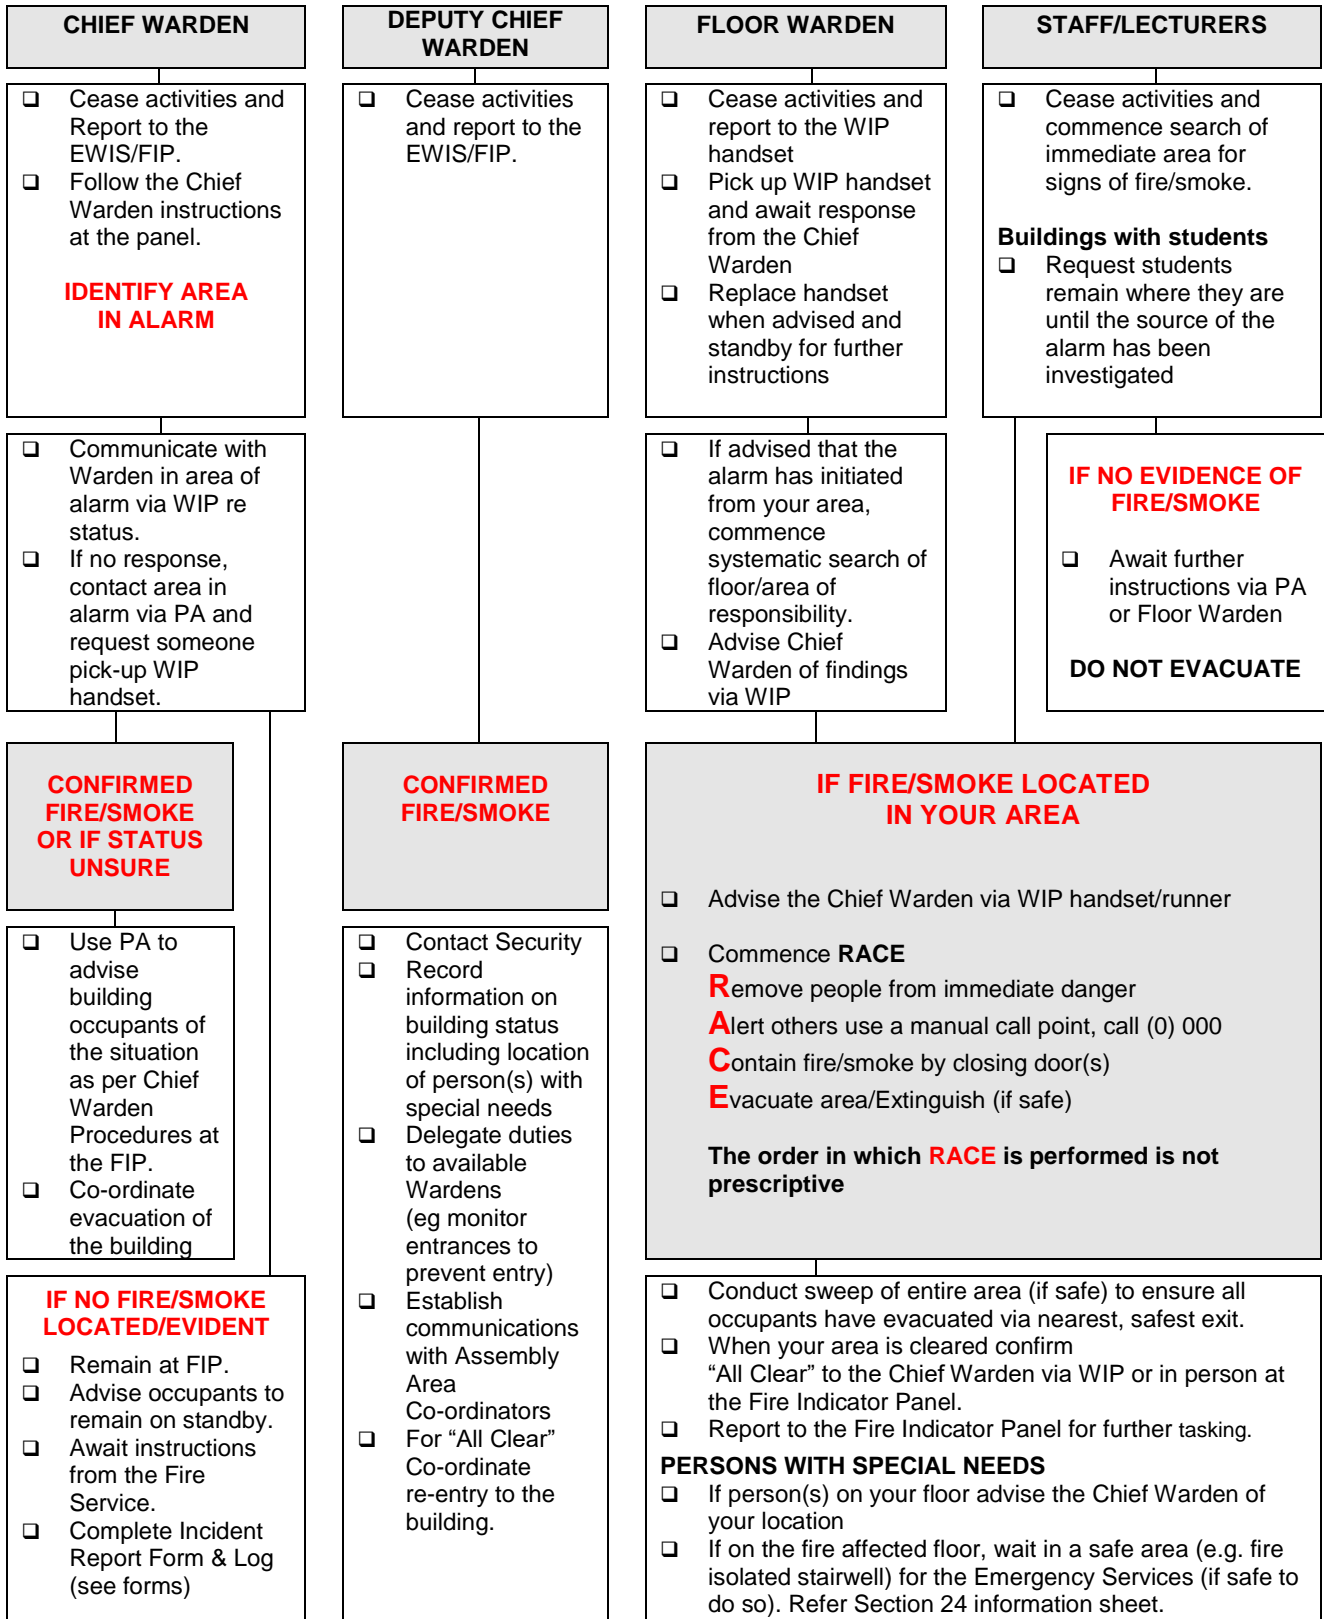 CHIEF WARDEN
❑ Cease activities and
Report to the
EWIS/FIP.
❑ Follow the Chief
Warden instructions
at the panel.
IDENTIFY AREA
IN ALARM
❑ Communicate with
Warden in area of
alarm via WIP re
status.
❑ If no response,
contact area in
alarm via PA and
request someone
pick-up WIP
handset.
CONFIRMED
FIRE/SMOKE
OR IF STATUS
UNSURE
❑ Use PA to
advise
building
occupants of
the situation
as per Chief
Warden
Procedures at
the FIP.
❑ Co-ordinate
evacuation of
the building
IF NO FIRE/SMOKE
LOCATED/EVIDENT
❑ Remain at FIP.
❑ Advise occupants to
remain on standby.
❑ Await instructions
from the Fire
Service.
❑ Complete Incident
Report Form & Log
(see forms)
DEPUTY CHIEF
WARDEN
❑ Cease activities
and report to the
EWIS/FIP.
CONFIRMED
FIRE/SMOKE
❑ Contact Security
❑ Record
information on
building status
including location
of person(s) with
special needs
❑ Delegate duties
to available
Wardens
(eg monitor
entrances to
prevent entry)
❑ Establish
communications
with Assembly
Area
Co-ordinators
❑ For “All Clear”
Co-ordinate
re-entry to the
building.
FLOOR WARDEN
❑ Cease activities and
report to the WIP
handset
❑ Pick up WIP handset
and await response
from the Chief
Warden
❑ Replace handset
when advised and
standby for further
instructions
❑ If advised that the
alarm has initiated
from your area,
commence
systematic search of
floor/area of
responsibility.
❑ Advise Chief
Warden of findings
via WIP
STAFF/LECTURERS
❑ Cease activities and
commence search of
immediate area for
signs of fire/smoke.
Buildings with students
❑ Request students
remain where they are
until the source of the
alarm has been
investigated
IF NO EVIDENCE OF
FIRE/SMOKE
❑ Await further
instructions via PA
or Floor Warden
DO NOT EVACUATE
IF FIRE/SMOKE LOCATED
IN YOUR AREA
❑ Advise the Chief Warden via WIP handset/runner
❑ Commence RACE
Remove people from immediate danger
Alert others use a manual call point, call (0) 000
Contain fire/smoke by closing door(s)
Evacuate area/Extinguish (if safe)
The order in which RACE is performed is not
prescriptive
❑ Conduct sweep of entire area (if safe) to ensure all
occupants have evacuated via nearest, safest exit.
❑ When your area is cleared confirm
“All Clear” to the Chief Warden via WIP or in person at
the Fire Indicator Panel.
❑ Report to the Fire Indicator Panel for further tasking.
PERSONS WITH SPECIAL NEEDS
❑ If person(s) on your floor advise the Chief Warden of
your location
❑ If on the fire affected floor, wait in a safe area (e.g. fire
isolated stairwell) for the Emergency Services (if safe to
do so). Refer Section 24 information sheet.